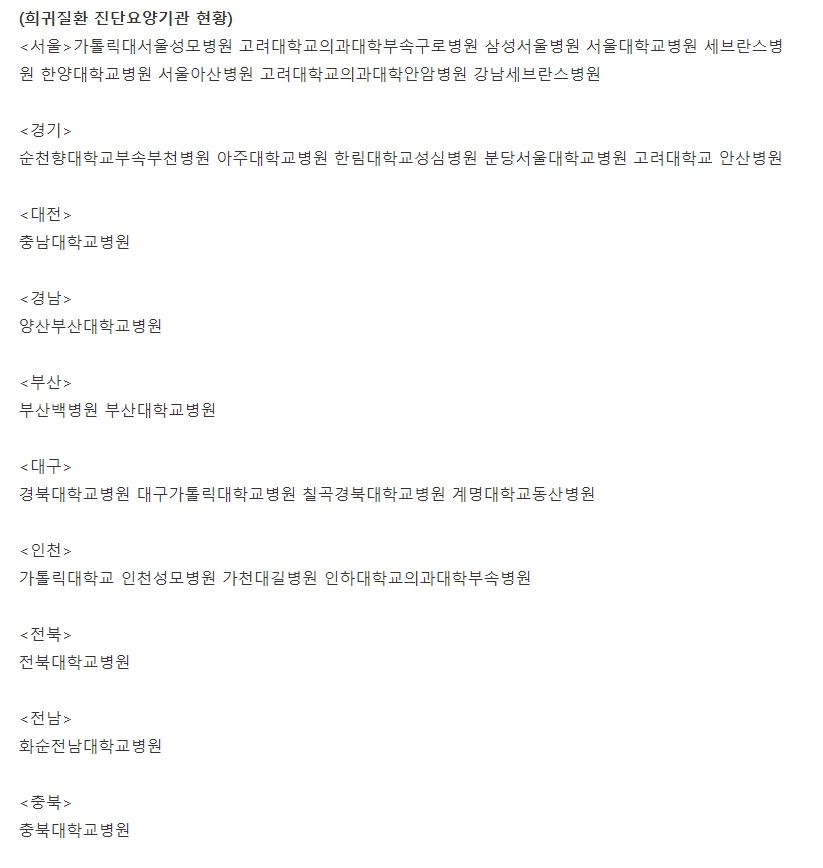 (희귀질환 진단요양기관 현황)
<서울>가톨릭대서울성모병원 고려대학교의과대학부속구로병원 삼성서울병원 서울대학교병원 세브란스병
원 한양대학교병원 서울아산병원 고려대학교의과대학안암병원 강남세브란스병원
<경기>
순천향대학교부속부천병원 아주대학교병원 한림대학교성심병원 분당서울대학교병원 고려대학교 안산병원
<대전>
충남대학교병원
<경남>
양산부산대학교병원
<부산>
부산백병원 부산대학교병원
<대구>
경북대학교병원 대구가톨릭대학교병원 칠곡경북대학교병원 계명대학교동산병원
<인천>
가톨릭대학교 인천성모병원 가천대길병원 인하대학교의과대학부속병원
<전북>
전북대학교병원
<전남>
화순전남대학교병원
<충북>
충북대학교병원